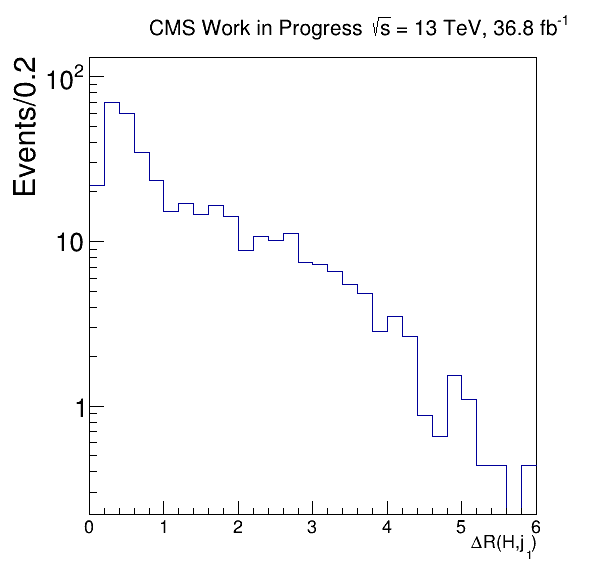 CMS Work in Progress √s = 13 TeV, 36.8 fb⁻¹
Events/0.2
10²
10
1
0 1 2 3 4 5 6
ΔR(H,j₁)